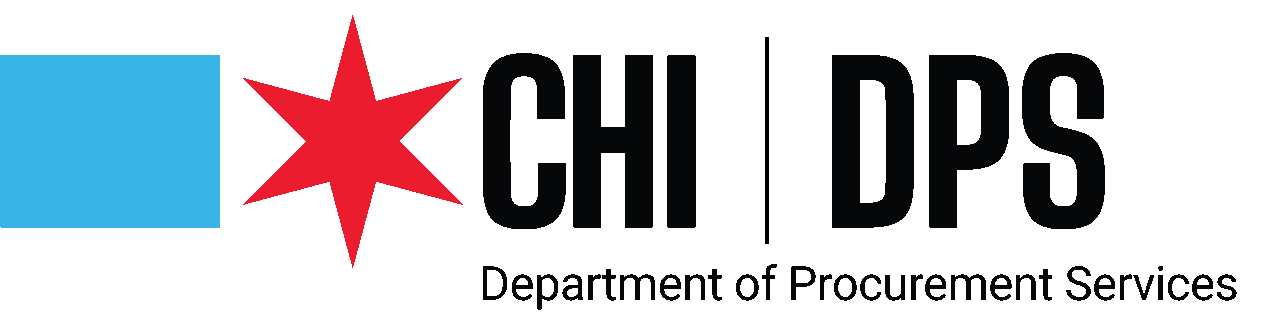 CHI | DPS
Department of Procurement Services